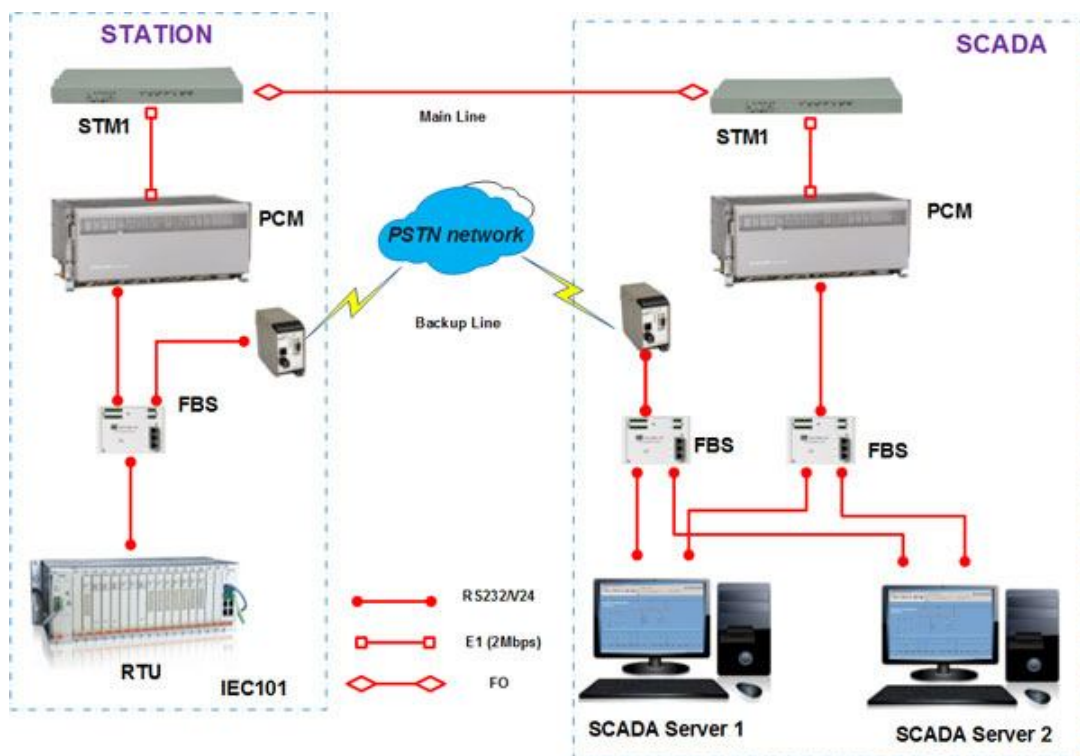 STATION
SCADA
STM1
Main Line
STM1
PCM
PSTN network
PCM
Backup Line
FBS
FBS
FBS
RS232/V24
E1 (2Mbps)
FO
RTU
IEC101
SCADA Server 1
SCADA Server 2